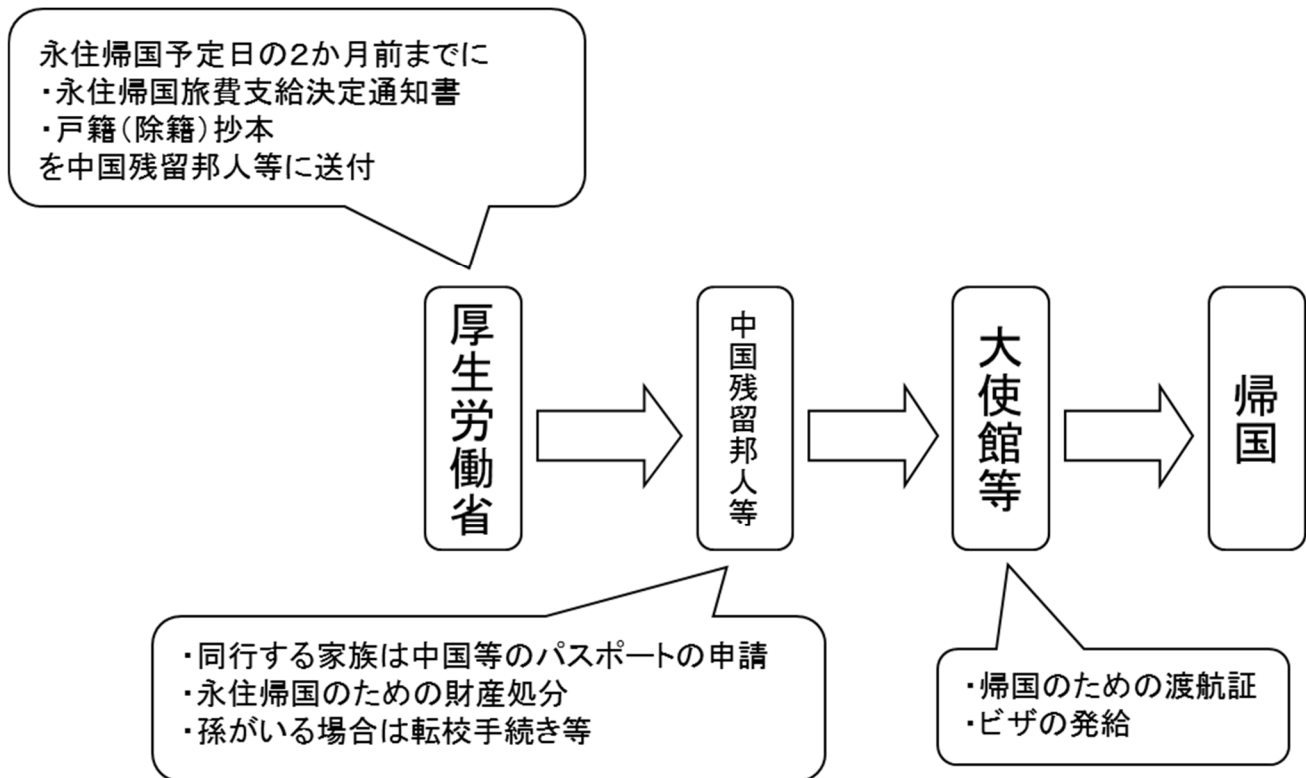 永住帰国予定日の２か月前までに
・永住帰国旅費支給決定通知書
・戸籍（除籍）抄本
を中国残留邦人等に送付
厚生労働省
中国残留邦人等
大使館等
帰国
・同行する家族は中国等のパスポートの申請
・永住帰国のための財産処分
・孫がいる場合は転校手続き等
・帰国のための渡航証
・ビザの発給